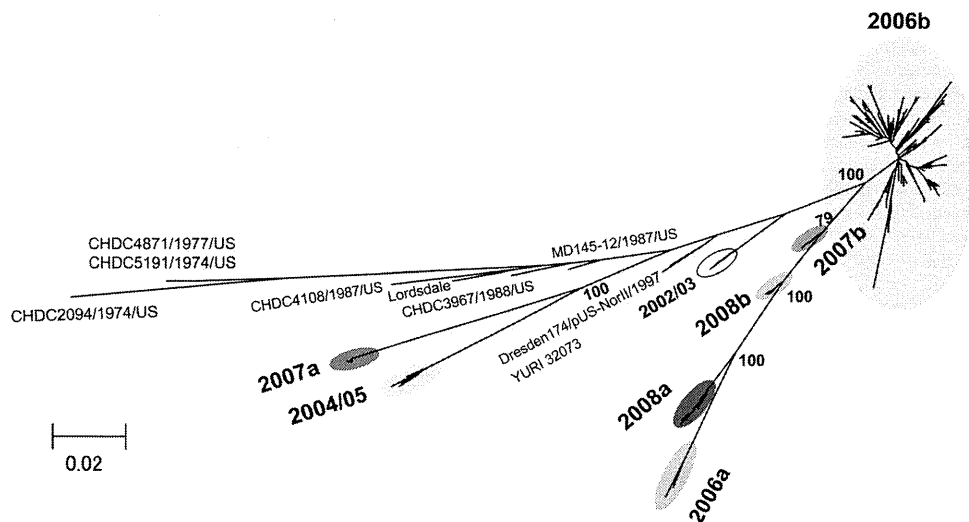 2006b
100
79
2007b
CHDC4871/1977/US
CHDC5191/1974/US
MD145-12/1987/US
CHDC2094/1974/US
CHDC4108/1987/US
Lordsdale
CHDC3967/1988/US
100
Dresden174/pUS-NorII/1997
YURI 32073
2002/03
2008b
100
2007a
2004/05
100
2008a
2006a
0.02